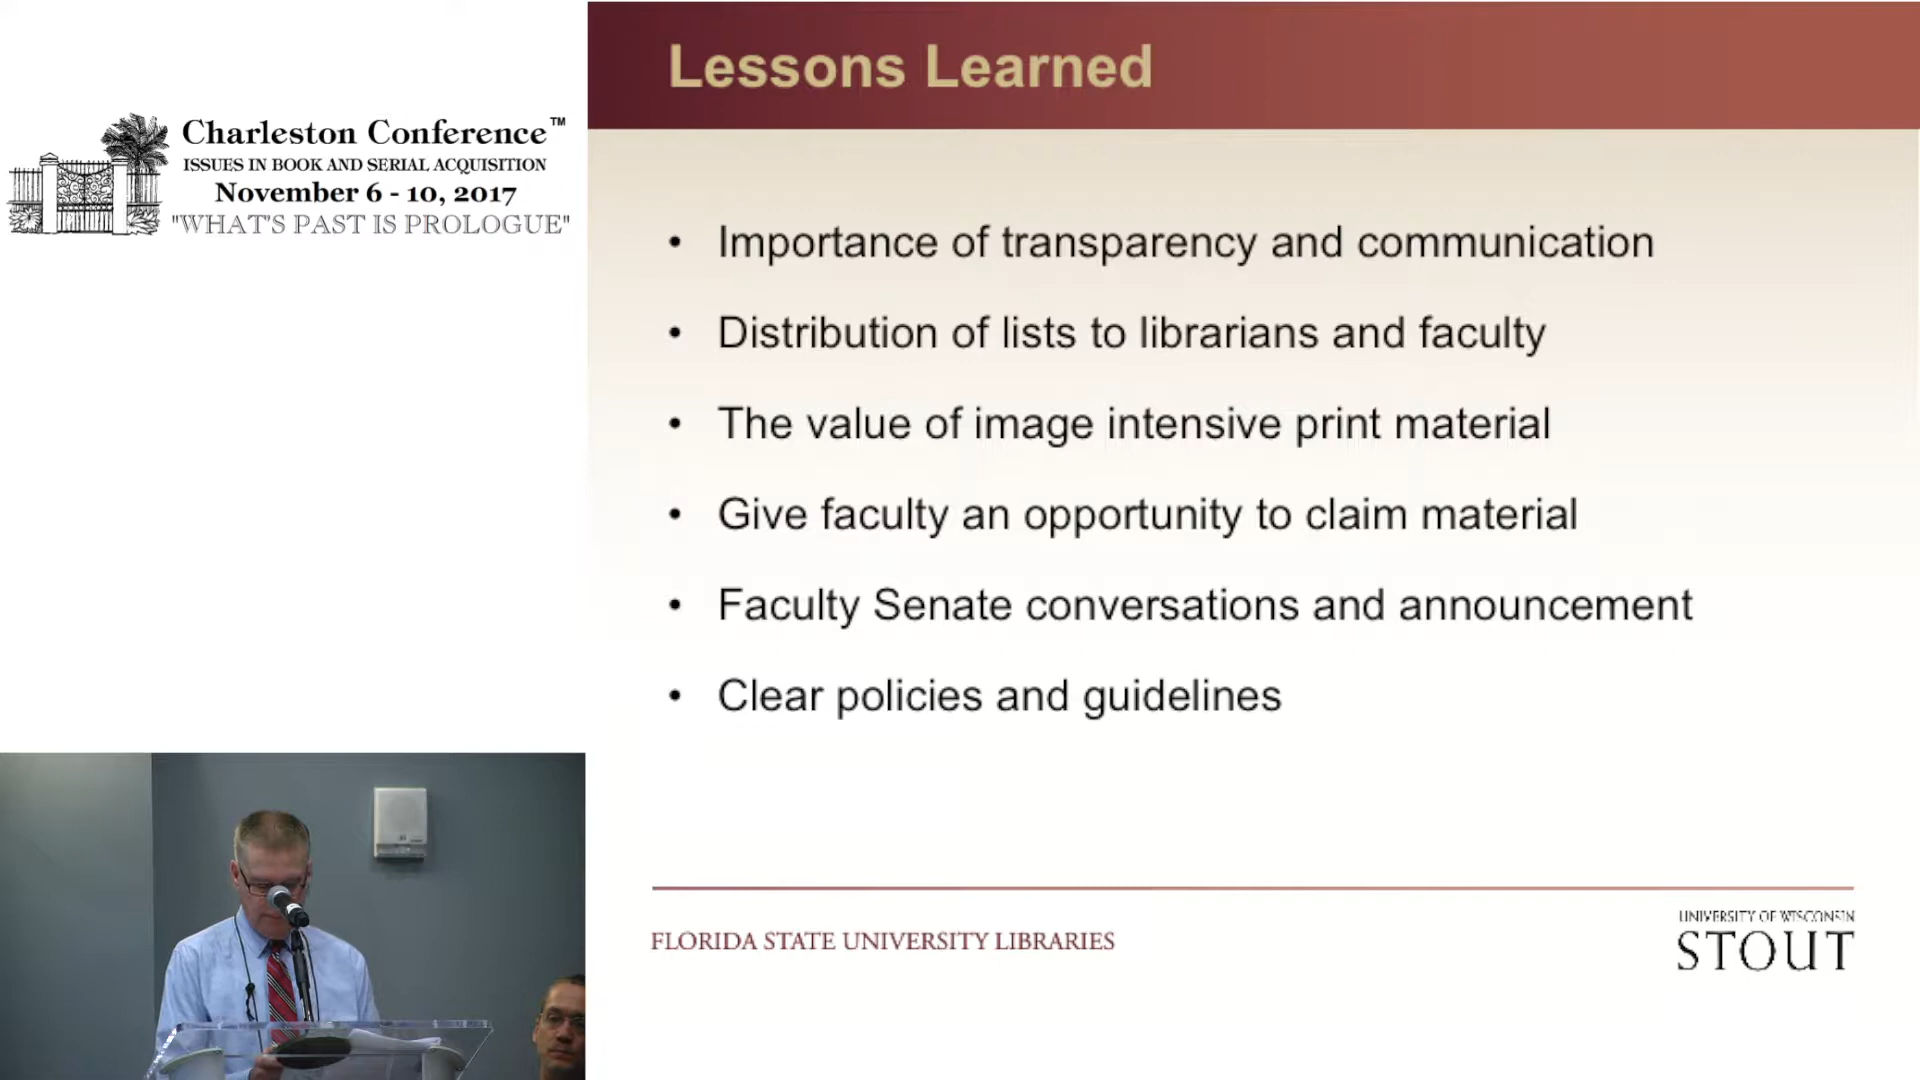 Charleston Conference™
ISSUES IN BOOK AND SERIAL ACQUISITION
November 6 - 10, 2017
"WHAT'S PAST IS PROLOGUE"
Lessons Learned
• Importance of transparency and communication
• Distribution of lists to librarians and faculty
• The value of image intensive print material
• Give faculty an opportunity to claim material
• Faculty Senate conversations and announcement
• Clear policies and guidelines
FLORIDA STATE UNIVERSITY LIBRARIES
UNIVERSITY OF WISCONSIN
STOUT